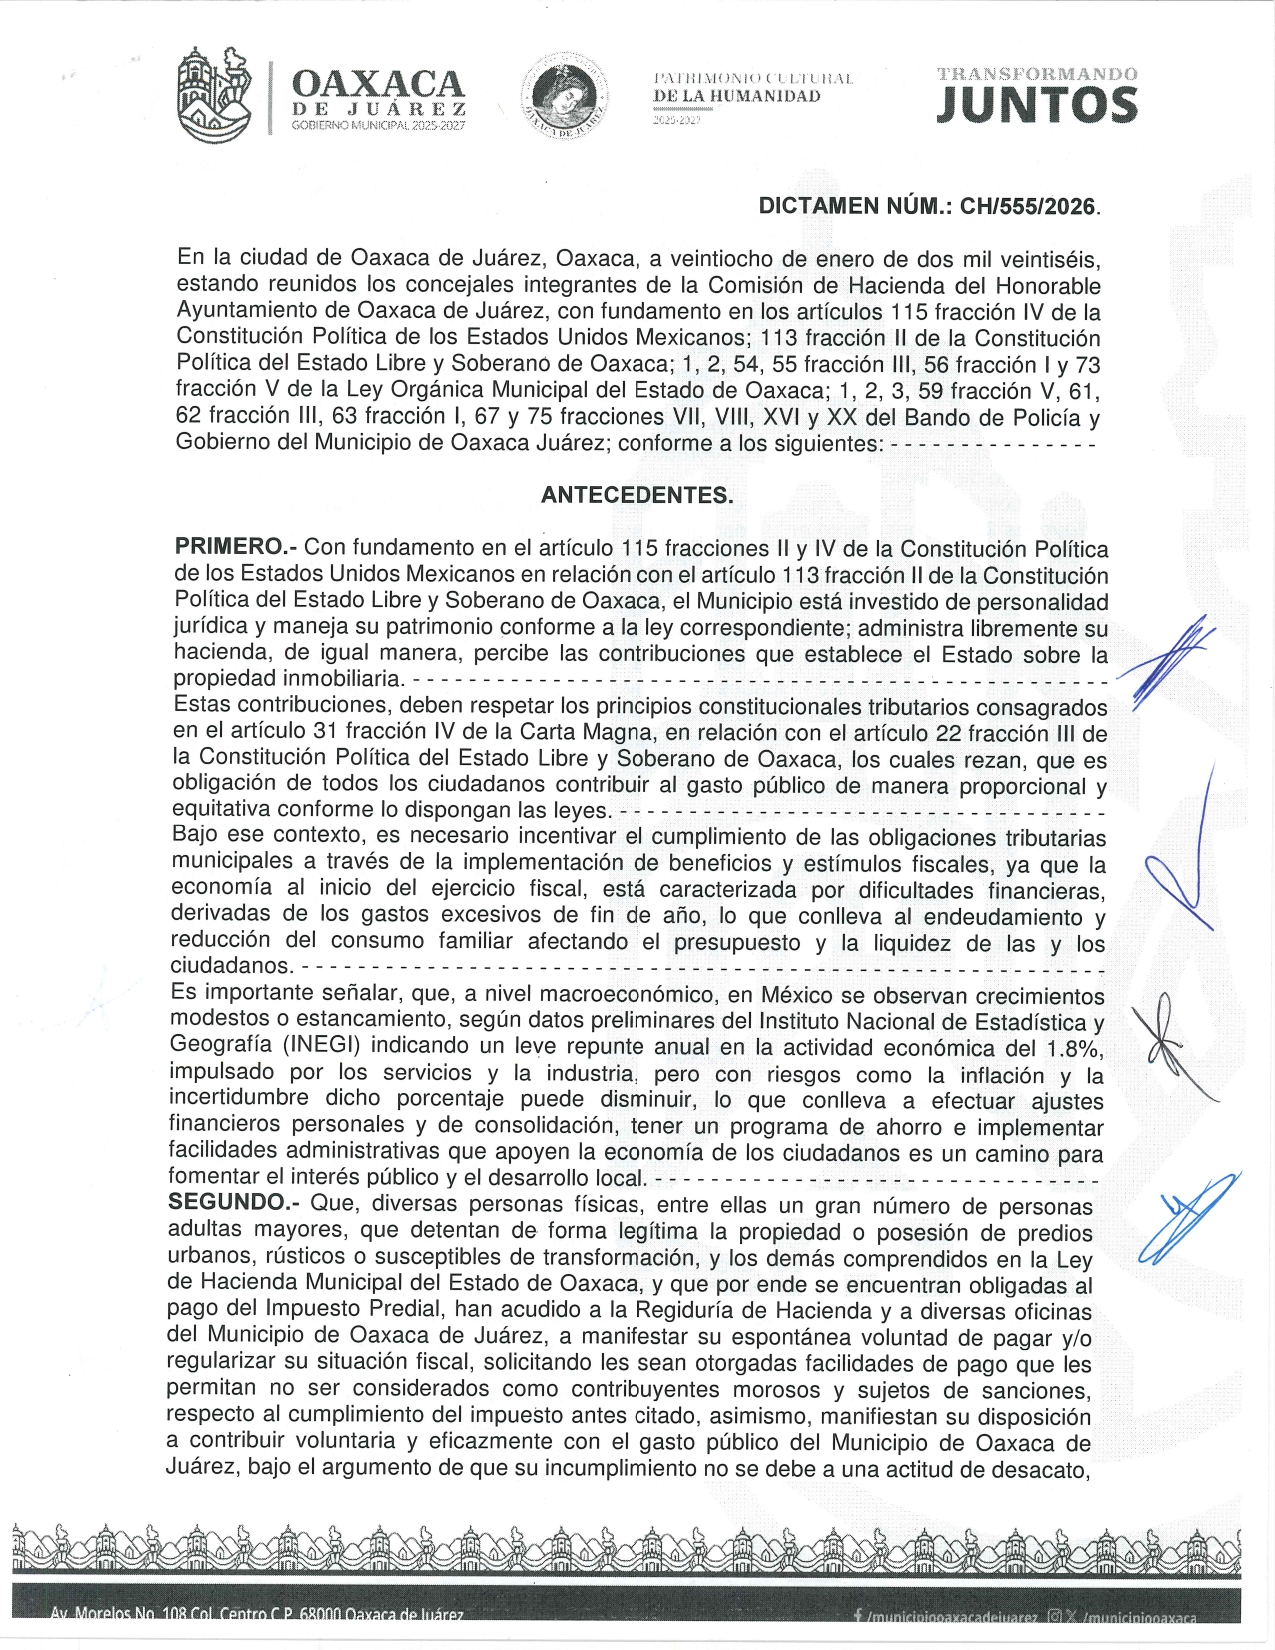 OAXACA
DE JUÁREZ
GOBIERNO MUNICIPAL 2025-2027
OAXACA DE JUÁREZ
PATRIMONIO CULTURAL
DE LA HUMANIDAD
2025-2027
TRANSFORMANDO
JUNTOS
DICTAMEN NÚM.: CH/555/2026.
En la ciudad de Oaxaca de Juárez, Oaxaca, a veintiocho de enero de dos mil veintiséis,
estando reunidos los concejales integrantes de la Comisión de Hacienda del Honorable
Ayuntamiento de Oaxaca de Juárez, con fundamento en los artículos 115 fracción IV de la
Constitución Política de los Estados Unidos Mexicanos; 113 fracción II de la Constitución
Política del Estado Libre y Soberano de Oaxaca; 1, 2, 54, 55 fracción III, 56 fracción I y 73
fracción V de la Ley Orgánica Municipal del Estado de Oaxaca; 1, 2, 3, 59 fracción V, 61,
62 fracción III, 63 fracción I, 67 y 75 fracciones VII, VIII, XVI y XX del Bando de Policía y
Gobierno del Municipio de Oaxaca Juárez; conforme a los siguientes: - - - - - - - - - - - - - - -
ANTECEDENTES.
PRIMERO.- Con fundamento en el artículo 115 fracciones II y IV de la Constitución Política
de los Estados Unidos Mexicanos en relación con el artículo 113 fracción II de la Constitución
Política del Estado Libre y Soberano de Oaxaca, el Municipio está investido de personalidad
jurídica y maneja su patrimonio conforme a la ley correspondiente; administra libremente su
hacienda, de igual manera, percibe las contribuciones que establece el Estado sobre la
propiedad inmobiliaria. - - - - - - - - - - - - - - - - - - - - - - - - - - - - - - - - - - - - - - - - - - - - - - - - - -
Estas contribuciones, deben respetar los principios constitucionales tributarios consagrados
en el artículo 31 fracción IV de la Carta Magna, en relación con el artículo 22 fracción III de
la Constitución Política del Estado Libre y Soberano de Oaxaca, los cuales rezan, que es
obligación de todos los ciudadanos contribuir al gasto público de manera proporcional y
equitativa conforme lo dispongan las leyes. - - - - - - - - - - - - - - - - - - - - - - - - - - - - - - - - - - -
Bajo ese contexto, es necesario incentivar el cumplimiento de las obligaciones tributarias
municipales a través de la implementación de beneficios y estímulos fiscales, ya que la
economía al inicio del ejercicio fiscal, está caracterizada por dificultades financieras,
derivadas de los gastos excesivos de fin de año, lo que conlleva al endeudamiento y
reducción del consumo familiar afectando el presupuesto y la liquidez de las y los
ciudadanos. - - - - - - - - - - - - - - - - - - - - - - - - - - - - - - - - - - - - - - - - - - - - - - - - - - - - - - - - - -
Es importante señalar, que, a nivel macroeconómico, en México se observan crecimientos
modestos o estancamiento, según datos preliminares del Instituto Nacional de Estadística y
Geografía (INEGI) indicando un leve repunte anual en la actividad económica del 1.8%,
impulsado por los servicios y la industria, pero con riesgos como la inflación y la
incertidumbre dicho porcentaje puede disminuir, lo que conlleva a efectuar ajustes
financieros personales y de consolidación, tener un programa de ahorro e implementar
facilidades administrativas que apoyen la economía de los ciudadanos es un camino para
fomentar el interés público y el desarrollo local. - - - - - - - - - - - - - - - - - - - - - - - - - - - - - - - -
SEGUNDO.- Que, diversas personas físicas, entre ellas un gran número de personas
adultas mayores, que detentan de forma legítima la propiedad o posesión de predios
urbanos, rústicos o susceptibles de transformación, y los demás comprendidos en la Ley
de Hacienda Municipal del Estado de Oaxaca, y que por ende se encuentran obligadas al
pago del Impuesto Predial, han acudido a la Regiduría de Hacienda y a diversas oficinas
del Municipio de Oaxaca de Juárez, a manifestar su espontánea voluntad de pagar y/o
regularizar su situación fiscal, solicitando les sean otorgadas facilidades de pago que les
permitan no ser considerados como contribuyentes morosos y sujetos de sanciones,
respecto al cumplimiento del impuesto antes citado, asimismo, manifiestan su disposición
a contribuir voluntaria y eficazmente con el gasto público del Municipio de Oaxaca de
Juárez, bajo el argumento de que su incumplimiento no se debe a una actitud de desacato,
Av. Morelos No. 108 Col. Centro C.P. 68000 Oaxaca de Juárez
/municipiooaxacadejuarez /municipiooaxaca